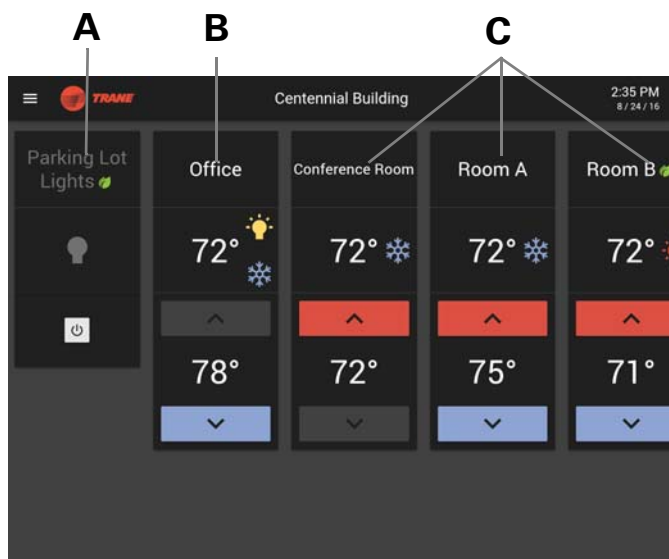 A B C
TRANE Centennial Building 2:35 PM
8 / 24 / 16
Parking Lot
Lights
Office
Conference Room
Room A
Room B
72° 72° 72° 72°
78° 72° 75° 71°